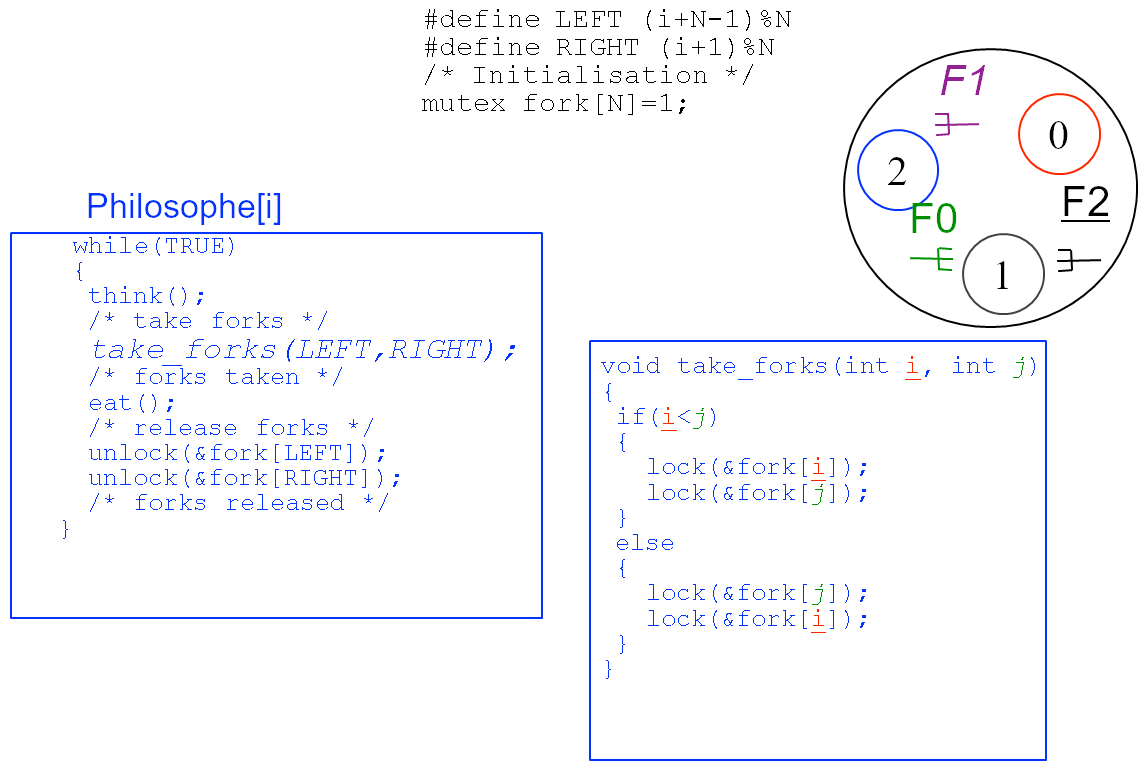 #define LEFT (i+N-1)%N
#define RIGHT (i+1)%N
/* Initialisation */
mutex fork[N]=1;
F1
0
2
F2
F0
1
Philosophe[i]
while(TRUE)
{
think();
/* take forks */
take_forks(LEFT,RIGHT);
/* forks taken */
eat();
/* release forks */
unlock(&fork[LEFT]);
unlock(&fork[RIGHT]);
/* forks released */
}
void take_forks(int i, int j)
{
if(i<j)
{
lock(&fork[i]);
lock(&fork[j]);
}
else
{
lock(&fork[j]);
lock(&fork[i]);
}
}